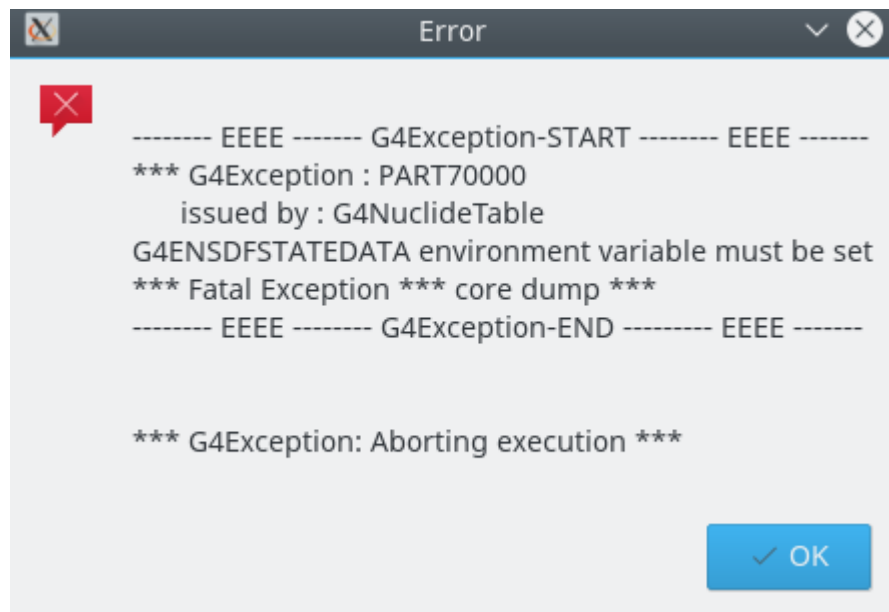 Error
-------- EEEE ------- G4Exception-START -------- EEEE -------
*** G4Exception : PART70000
issued by : G4NuclideTable
G4ENSDFSTATEDATA environment variable must be set
*** Fatal Exception *** core dump ***
-------- EEEE -------- G4Exception-END --------- EEEE -------
*** G4Exception: Aborting execution ***
OK